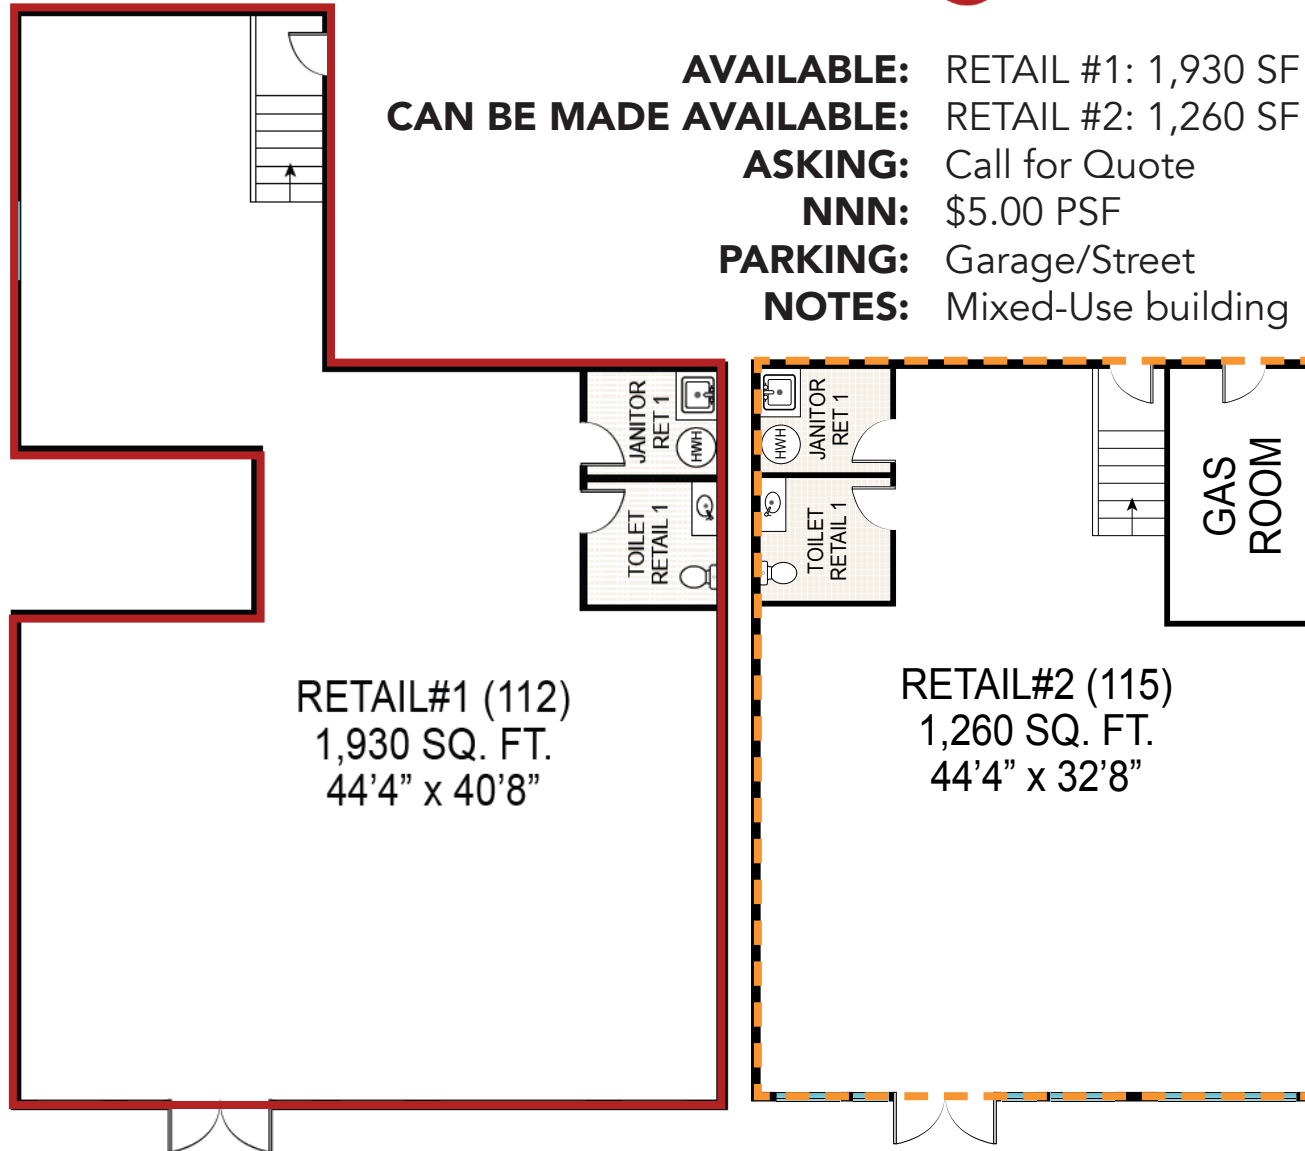 AVAILABLE: RETAIL #1: 1,930 SF
CAN BE MADE AVAILABLE: RETAIL #2: 1,260 SF
ASKING: Call for Quote
NNN: $5.00 PSF
PARKING: Garage/Street
NOTES: Mixed-Use building
JANITOR
RET 1
HWH
TOILET
RETAIL 1
JANITOR
RET 1
HWH
TOILET
RETAIL 1
GAS
ROOM
RETAIL#1 (112)
1,930 SQ. FT.
44’4” x 40’8”
RETAIL#2 (115)
1,260 SQ. FT.
44’4” x 32’8”